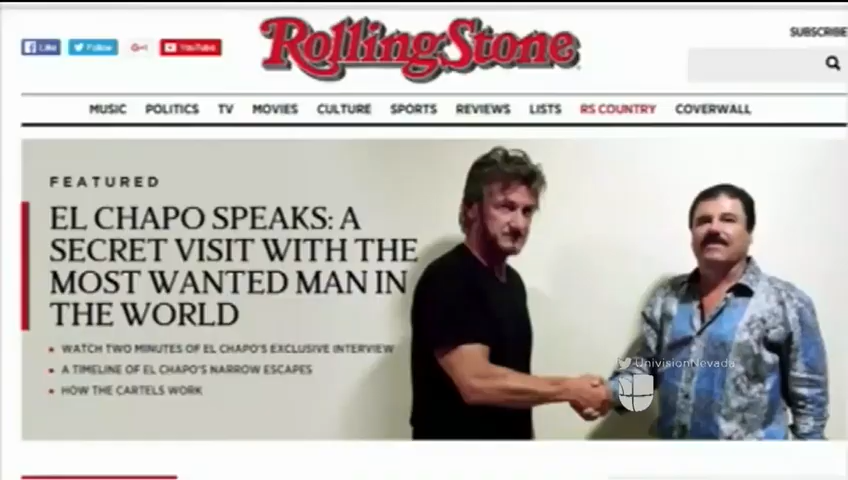 Like
Follow
G+1
YouTube
RollingStone
SUBSCRIBE
MUSIC POLITICS TV MOVIES CULTURE SPORTS REVIEWS LISTS RS COUNTRY COVERWALL
FEATURED
EL CHAPO SPEAKS: A
SECRET VISIT WITH THE
MOST WANTED MAN IN
THE WORLD
WATCH TWO MINUTES OF EL CHAPO'S EXCLUSIVE INTERVIEW
A TIMELINE OF EL CHAPO'S NARROW ESCAPES
HOW THE CARTELS WORK
UnivisionNevada